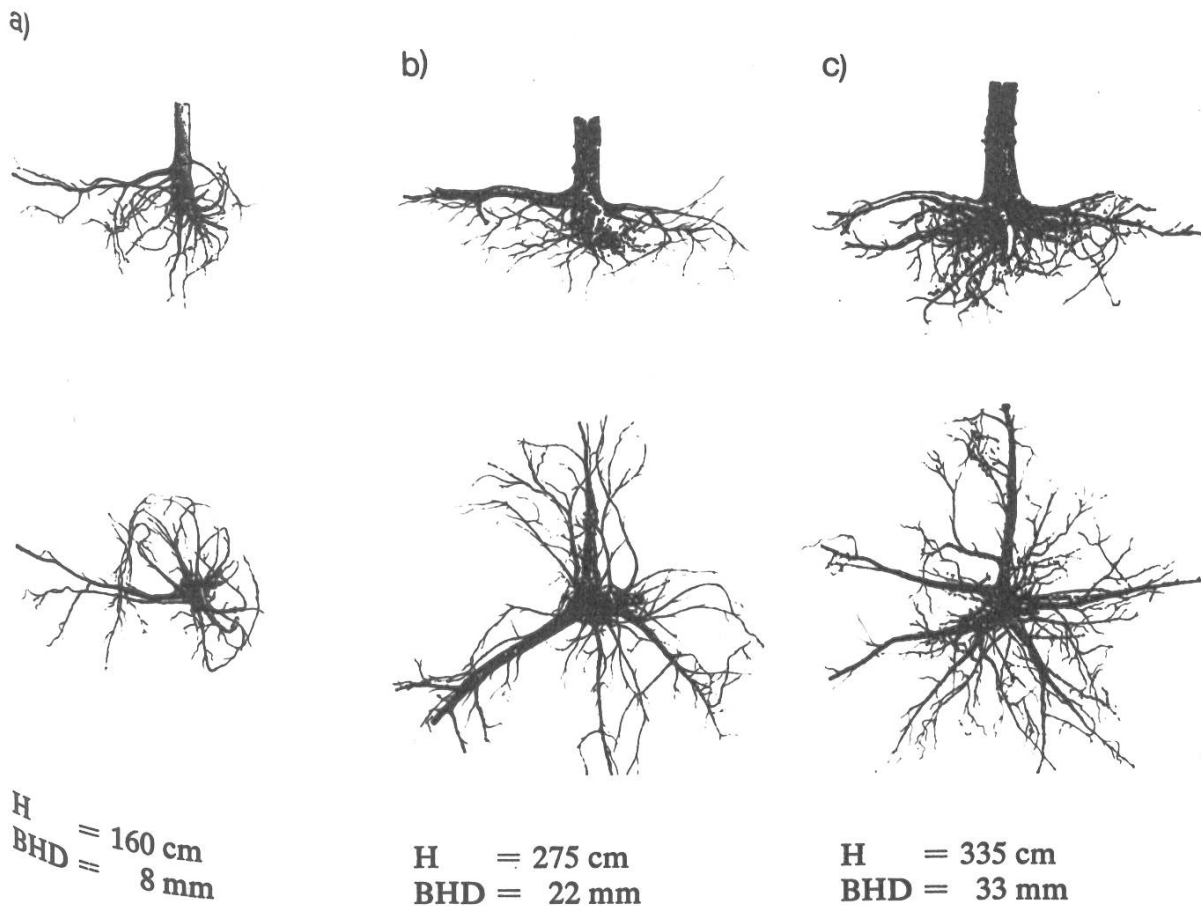 a)
b)
c)
H = 160 cm
BHD = 8 mm
H = 275 cm
BHD = 22 mm
H = 335 cm
BHD = 33 mm